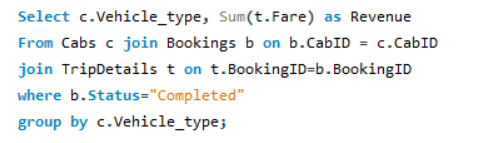 Select c.Vehicle_type, Sum(t.Fare) as Revenue
From Cabs c join Bookings b on b.CabID = c.CabID
join TripDetails t on t.BookingID=b.BookingID
where b.Status="Completed"
group by c.Vehicle_type;